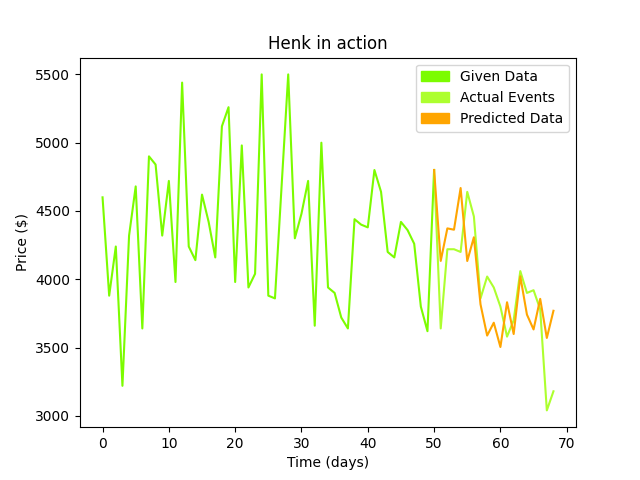 Henk in action
Given Data
Actual Events
Predicted Data
5500
5000
4500
4000
3500
3000
Price ($)
0 10 20 30 40 50 60 70
Time (days)